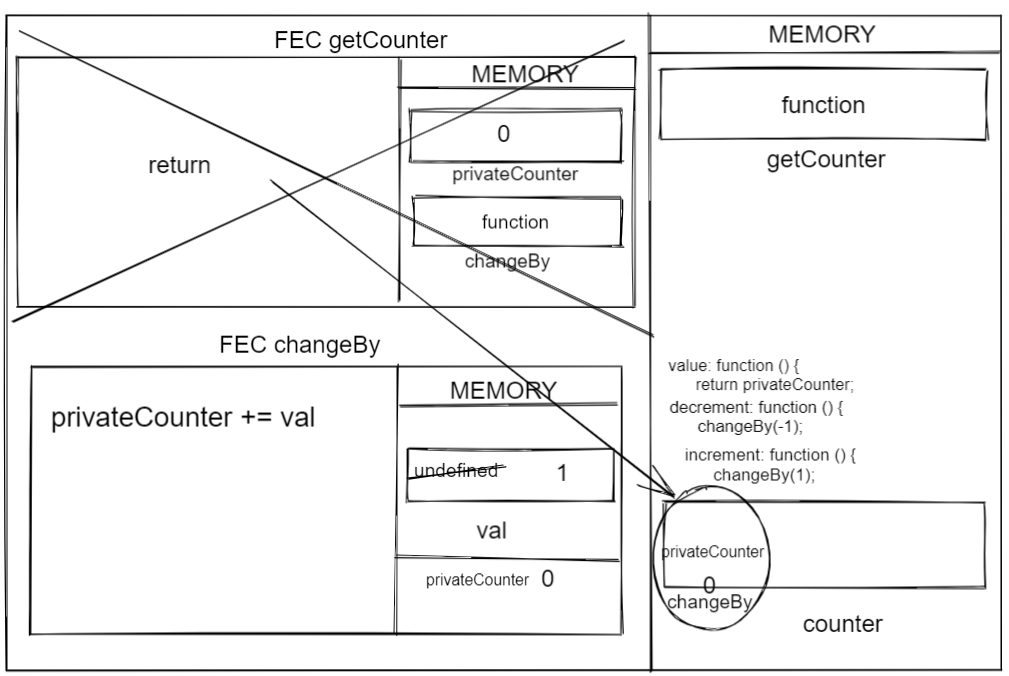 FEC getCounter
MEMORY
return
0
privateCounter
function
changeBy
FEC changeBy
privateCounter += val
MEMORY
undefined 1
val
privateCounter 0
MEMORY
function
getCounter
value: function () {
return privateCounter;
decrement: function () {
changeBy(-1);
increment: function () {
changeBy(1);
privateCounter
0
changeBy
counter